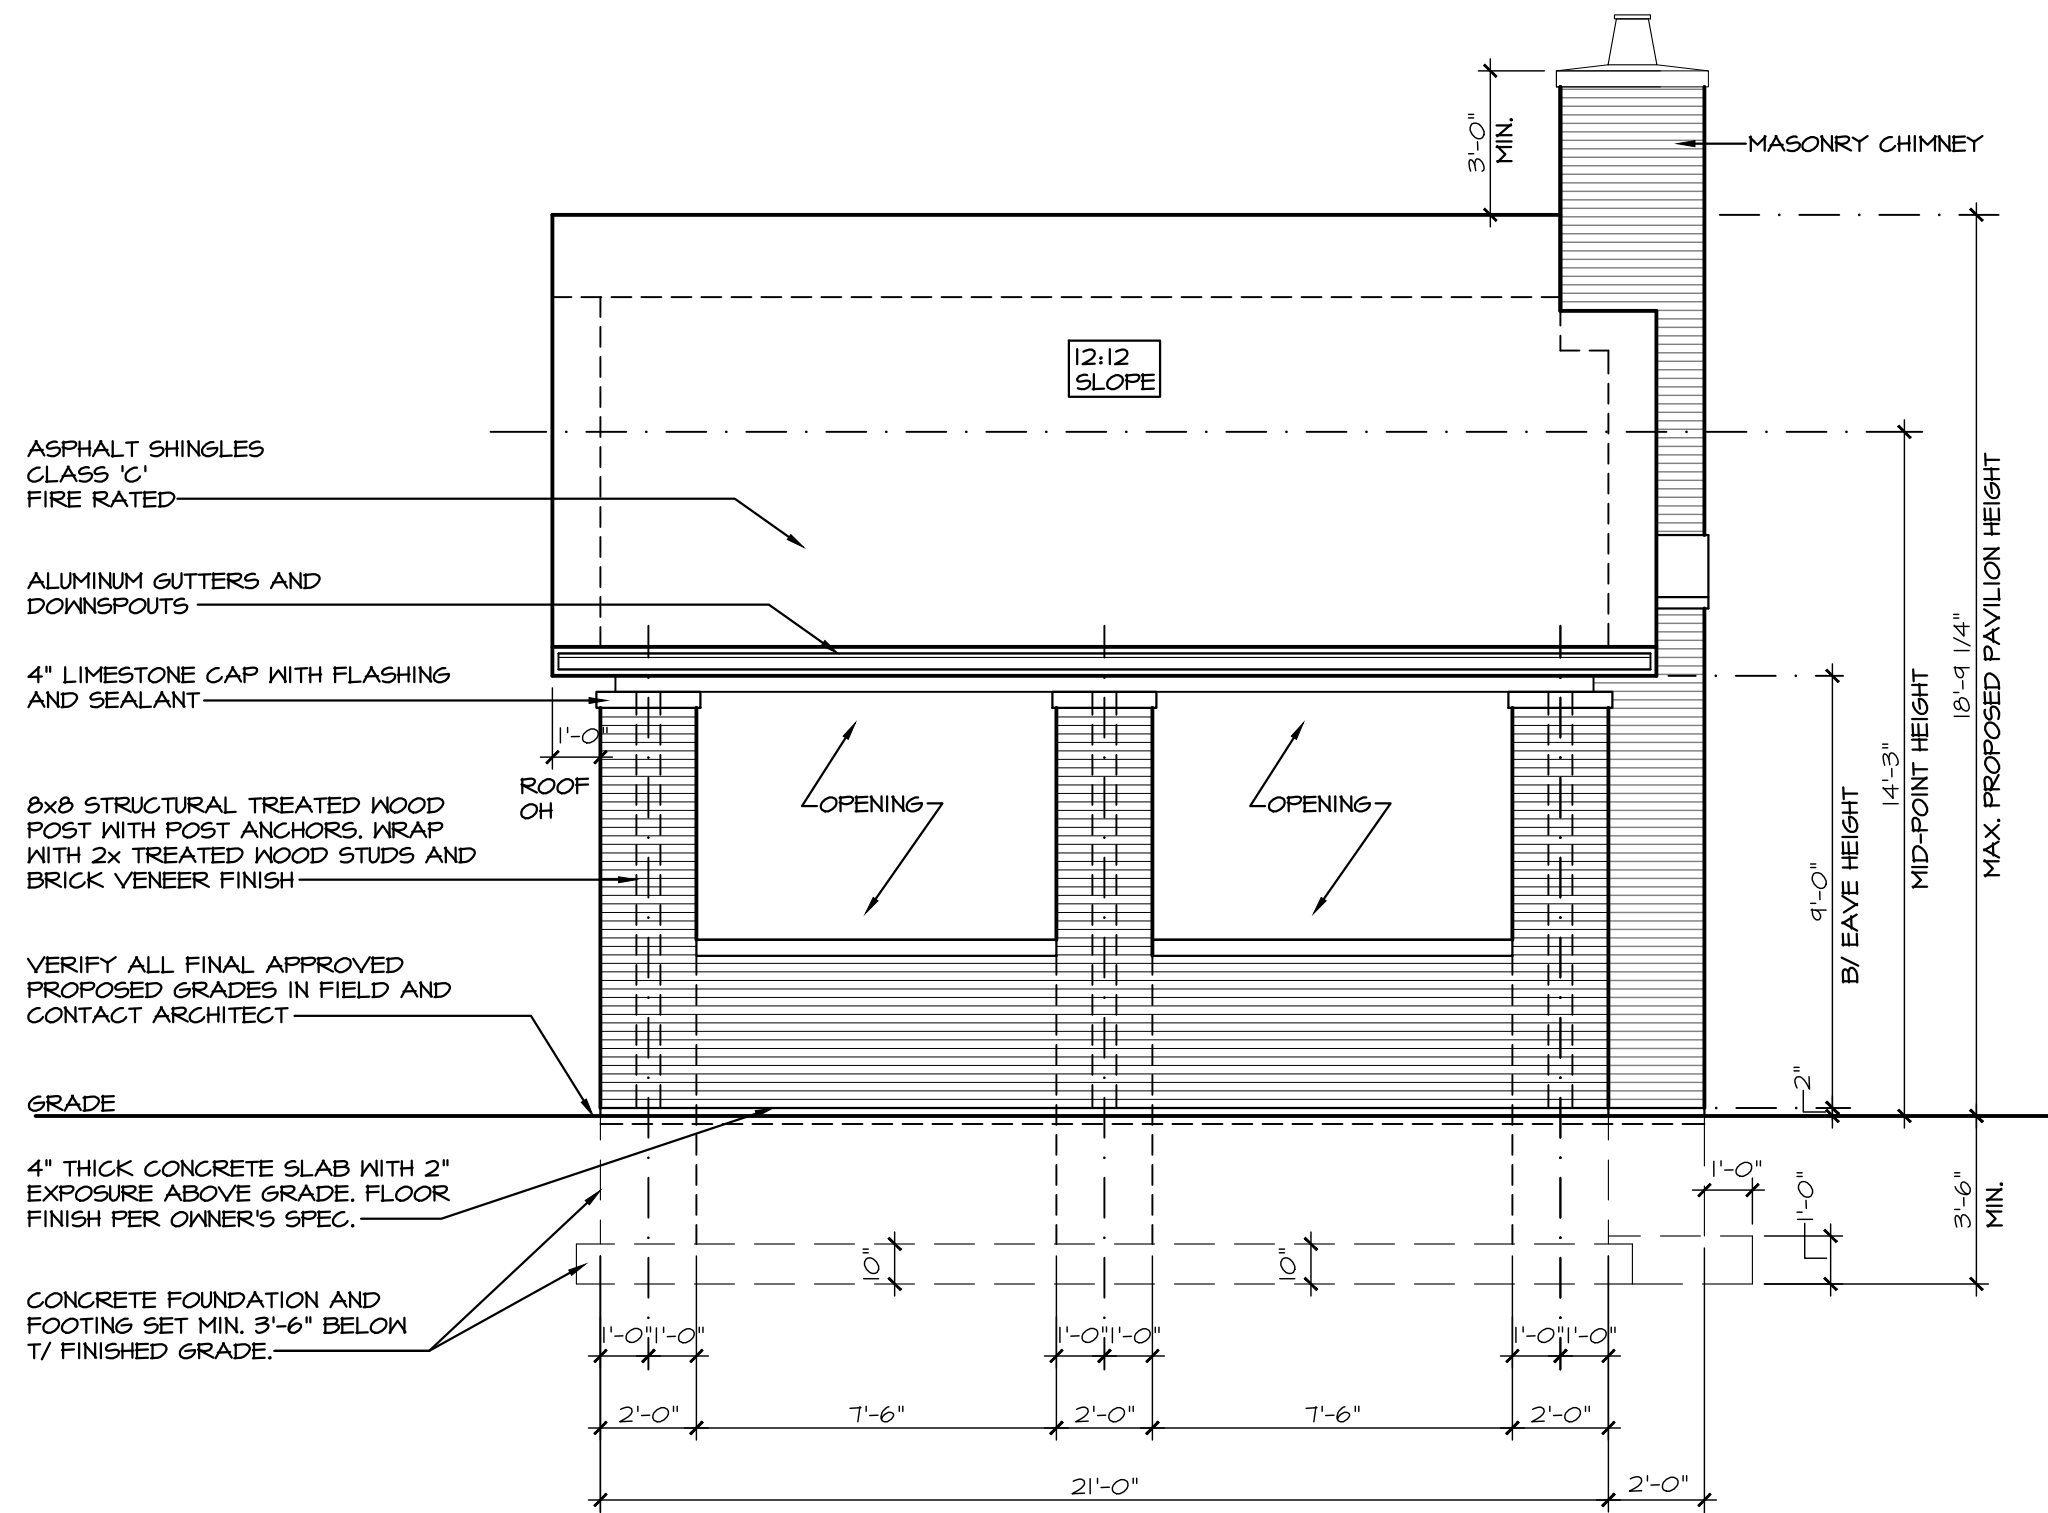 3'-0"
MIN.
MASONRY CHIMNEY
12:12
SLOPE
ASPHALT SHINGLES
CLASS 'C'
FIRE RATED
ALUMINUM GUTTERS AND
DOWNSPOUTS
4" LIMESTONE CAP WITH FLASHING
AND SEALANT
1'-0"
ROOF
OH
8x8 STRUCTURAL TREATED WOOD
POST WITH POST ANCHORS. WRAP
WITH 2x TREATED WOOD STUDS AND
BRICK VENEER FINISH
OPENING
OPENING
VERIFY ALL FINAL APPROVED
PROPOSED GRADES IN FIELD AND
CONTACT ARCHITECT
GRADE
9'-0"
B/ EAVE HEIGHT
14'-3"
MID-POINT HEIGHT
18'-9 1/4"
MAX. PROPOSED PAVILION HEIGHT
2"
4" THICK CONCRETE SLAB WITH 2"
EXPOSURE ABOVE GRADE. FLOOR
FINISH PER OWNER'S SPEC.
CONCRETE FOUNDATION AND
FOOTING SET MIN. 3'-6" BELOW
T/ FINISHED GRADE.
10"
10"
1'-0"
1'-0"
3'-6"
MIN.
1'-0" 1'-0"
1'-0" 1'-0"
1'-0" 1'-0"
2'-0"
7'-6"
2'-0"
7'-6"
2'-0"
21'-0"
2'-0"